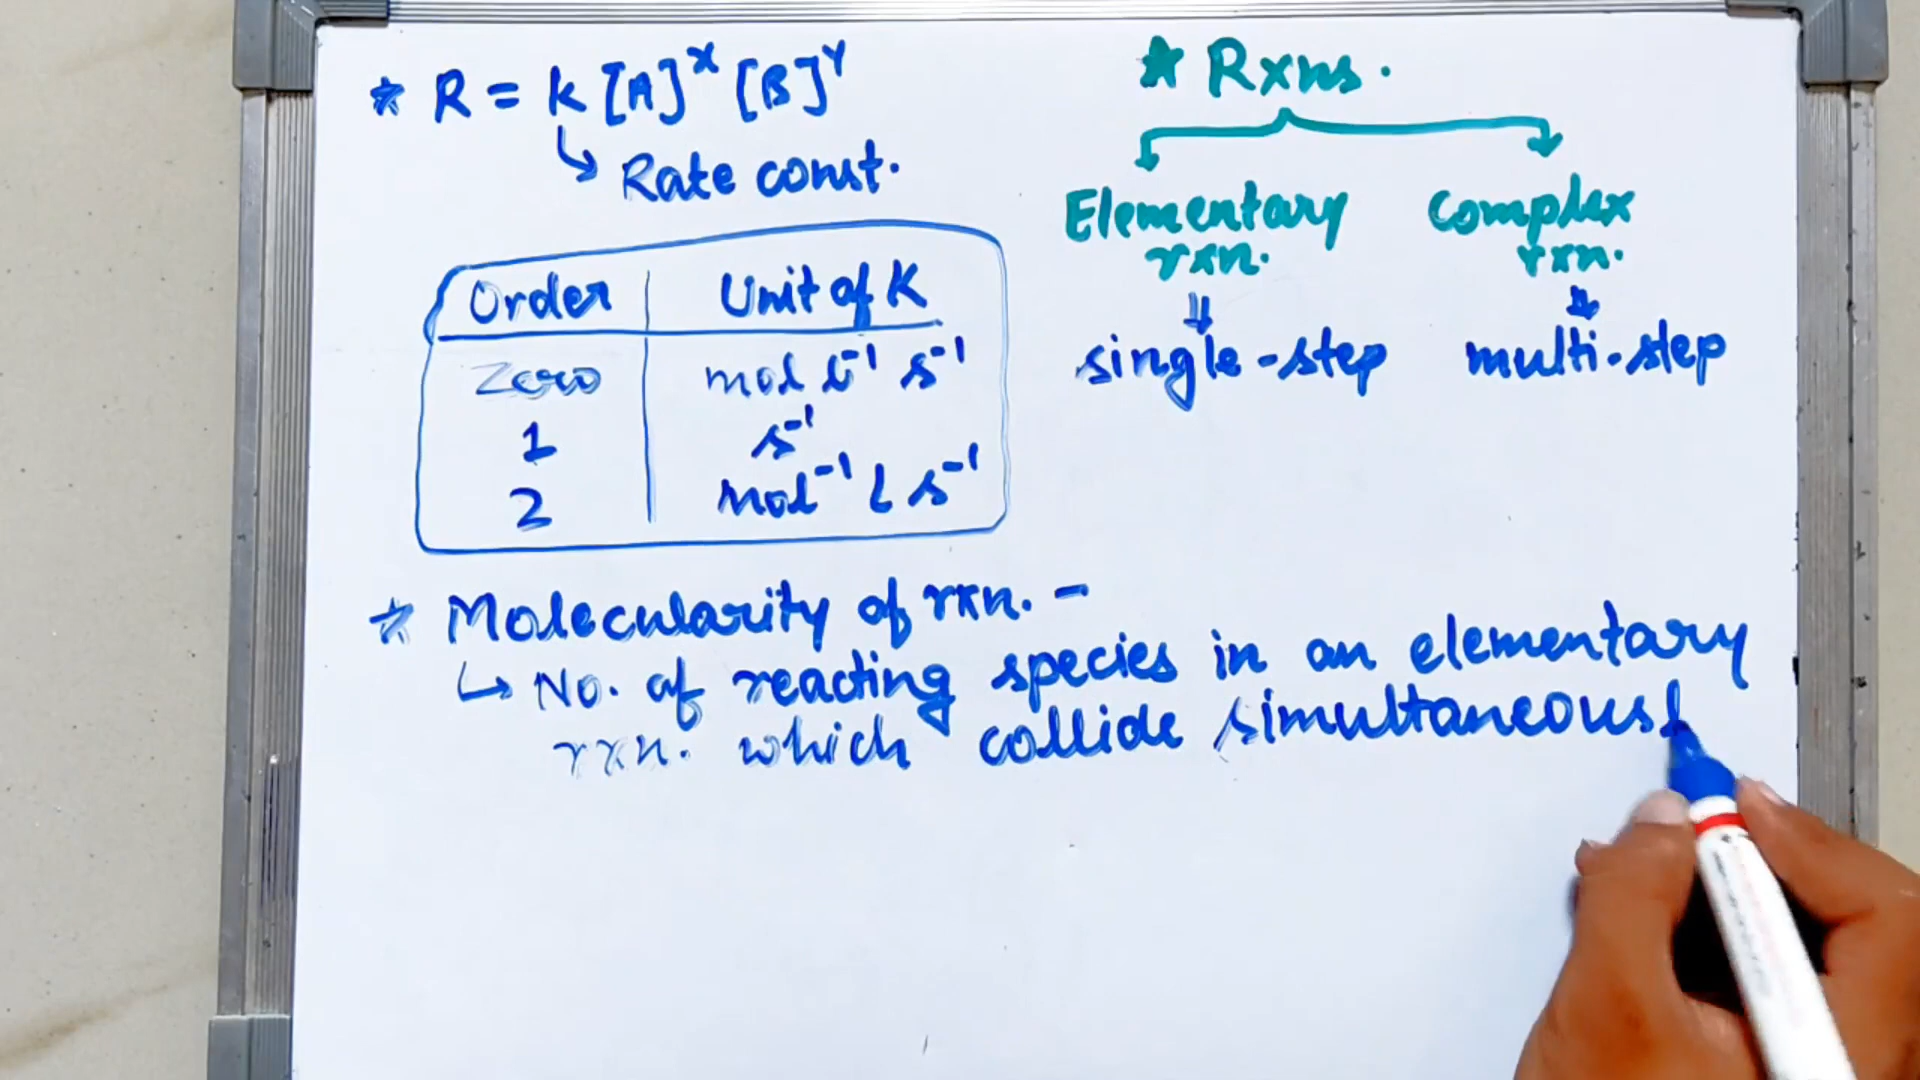 * R = k [A]^x [B]^y
↳ Rate const.
Order | Unit of K
Zero | mol L⁻¹ s⁻¹
1 | s⁻¹
2 | mol⁻¹ L s⁻¹
* Rxns.
Elementary rxn. Complex rxn.
single-step multi-step
* Molecularity of rxn. -
↳ No. of reacting species in an elementary
rxn. which collide simultaneousl